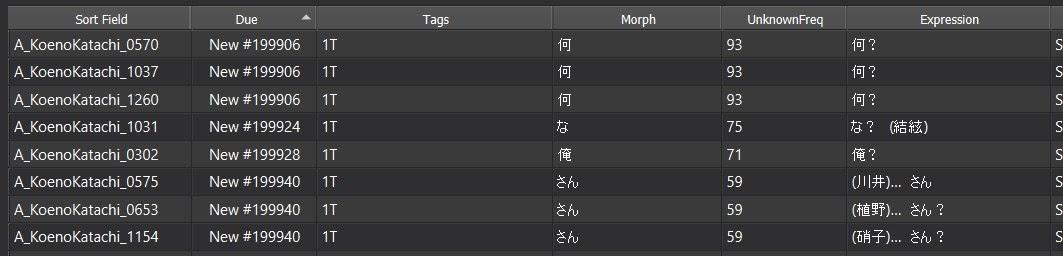 Sort Field Due Tags Morph UnknownFreq Expression
A_KoenoKatachi_0570 New #199906 1T 何 93 何？ S
A_KoenoKatachi_1037 New #199906 1T 何 93 何？ S
A_KoenoKatachi_1260 New #199906 1T 何 93 何？ S
A_KoenoKatachi_1031 New #199924 1T な 75 な？ (結絃) S
A_KoenoKatachi_0302 New #199928 1T 俺 71 俺？ S
A_KoenoKatachi_0575 New #199940 1T さん 59 (川井)... さん S
A_KoenoKatachi_0653 New #199940 1T さん 59 (植野)... さん？ S
A_KoenoKatachi_1154 New #199940 1T さん 59 (硝子)... さん？ S